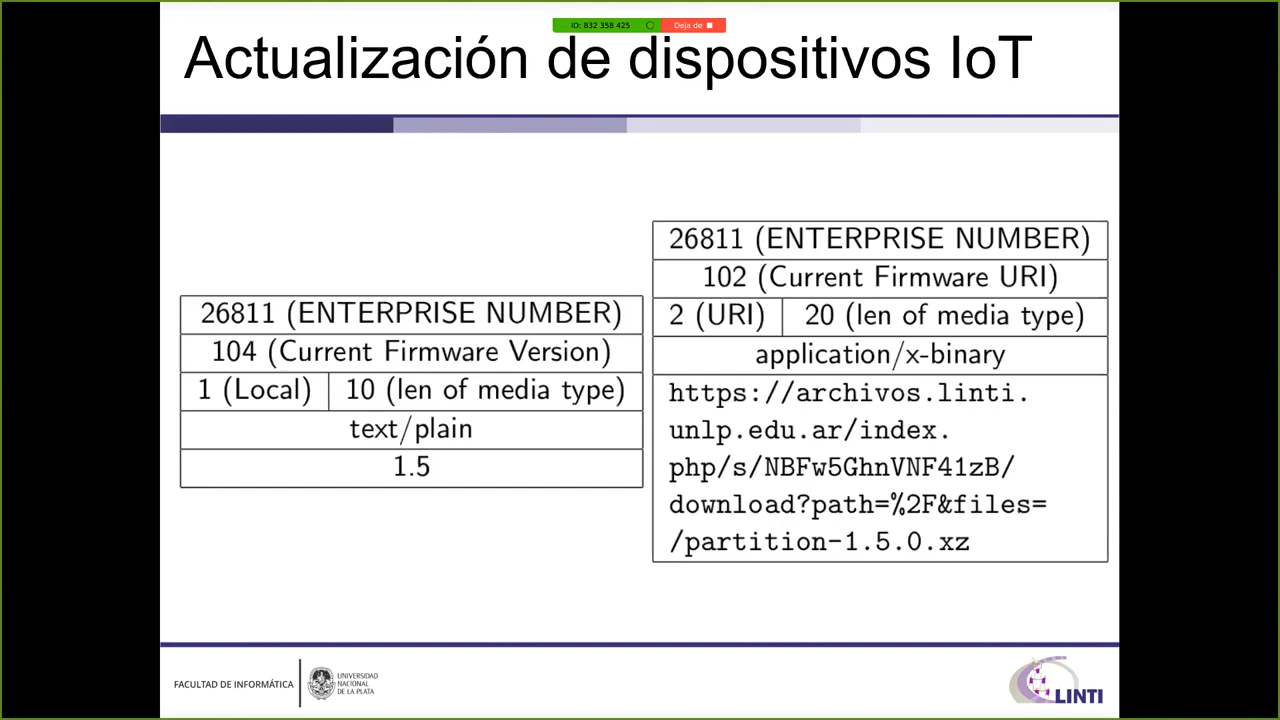 ID: 832 358 425
Deja de
Actualización de dispositivos IoT
26811 (ENTERPRISE NUMBER)
104 (Current Firmware Version)
1 (Local) 10 (len of media type)
text/plain
1.5
26811 (ENTERPRISE NUMBER)
102 (Current Firmware URI)
2 (URI) 20 (len of media type)
application/x-binary
https://archivos.linti.
unlp.edu.ar/index.
php/s/NBFw5GhnVNF41zB/
download?path=%2F&files=
/partition-1.5.0.xz
FACULTAD DE INFORMÁTICA
UNIVERSIDAD
NACIONAL
DE LA PLATA
LINTI